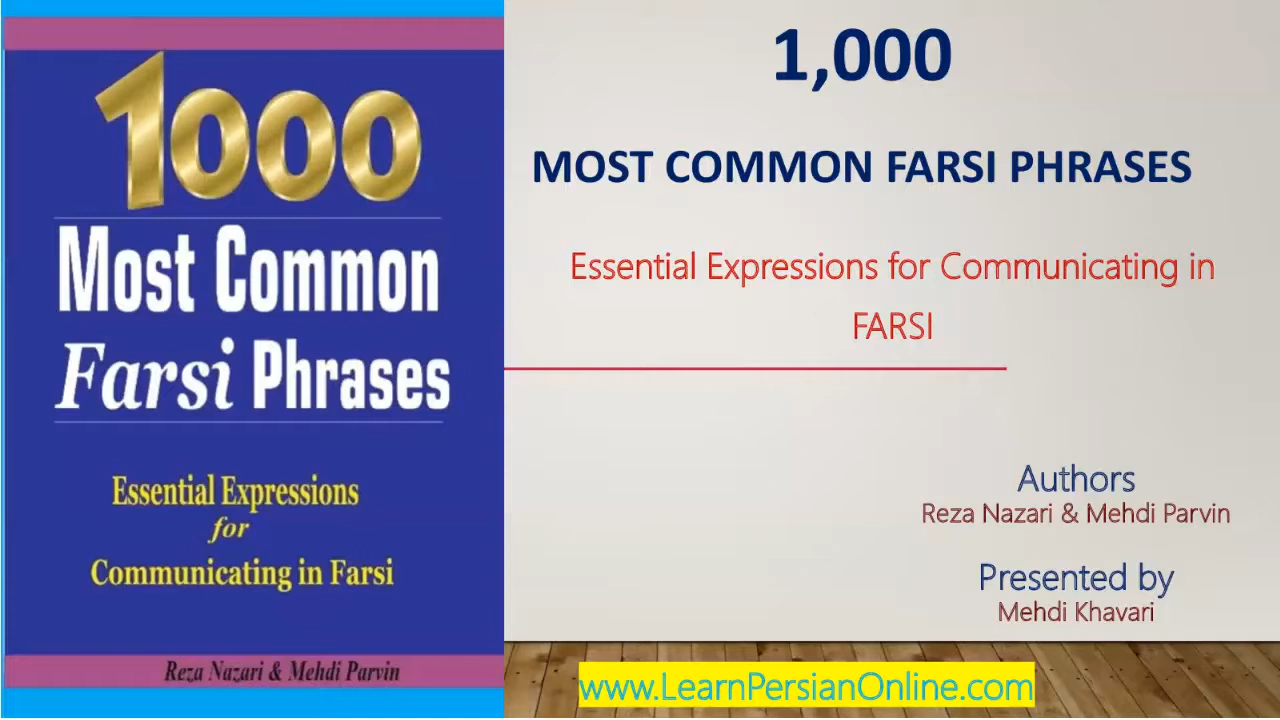 1000
Most Common
Farsi Phrases
Essential Expressions
for
Communicating in Farsi
Reza Nazari & Mehdi Parvin
1,000
MOST COMMON FARSI PHRASES
Essential Expressions for Communicating in
FARSI
Authors
Reza Nazari & Mehdi Parvin
Presented by
Mehdi Khavari
www.LearnPersianOnline.com